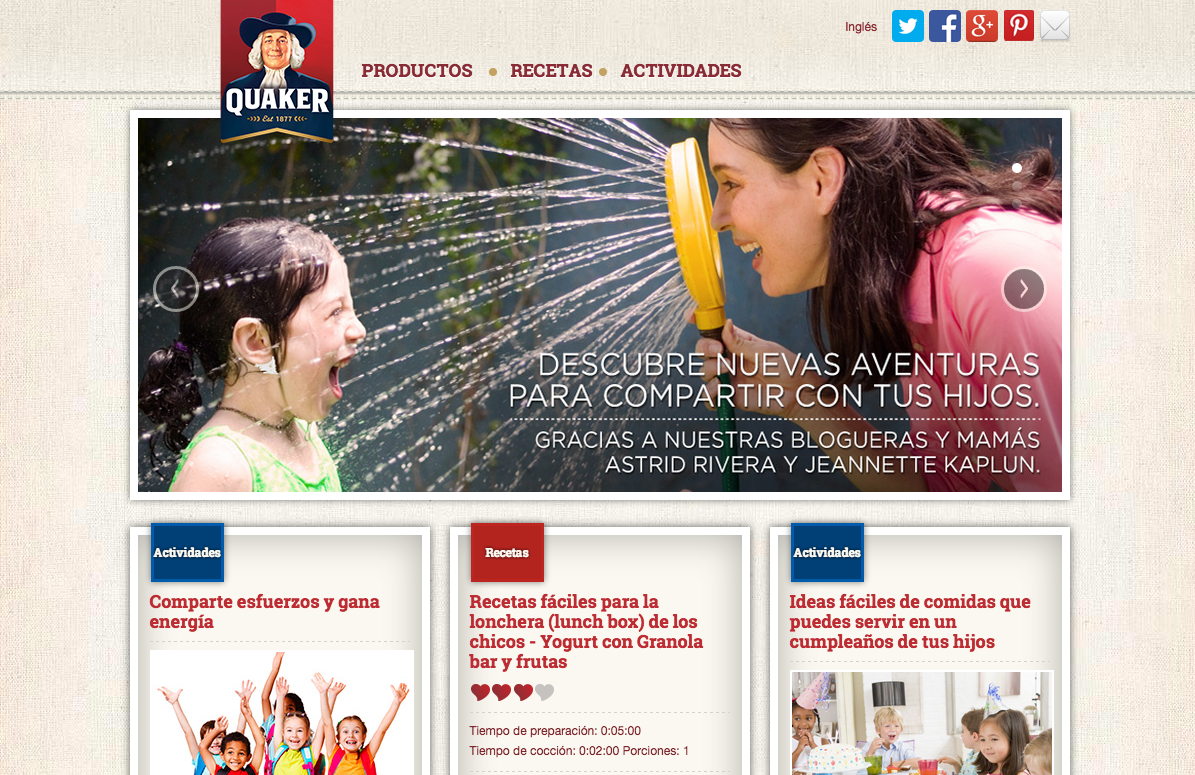 Inglés
QUAKER
Est 1877
PRODUCTOS • RECETAS • ACTIVIDADES
DESCUBRE NUEVAS AVENTURAS
PARA COMPARTIR CON TUS HIJOS.
GRACIAS A NUESTRAS BLOGUERAS Y MAMÁS
ASTRID RIVERA Y JEANNETTE KAPLUN.
Actividades
Comparte esfuerzos y gana
energía
Recetas
Recetas fáciles para la
lonchera (lunch box) de los
chicos - Yogurt con Granola
bar y frutas
Tiempo de preparación: 0:05:00
Tiempo de cocción: 0:02:00 Porciones: 1
Actividades
Ideas fáciles de comidas que
puedes servir en un
cumpleaños de tus hijos